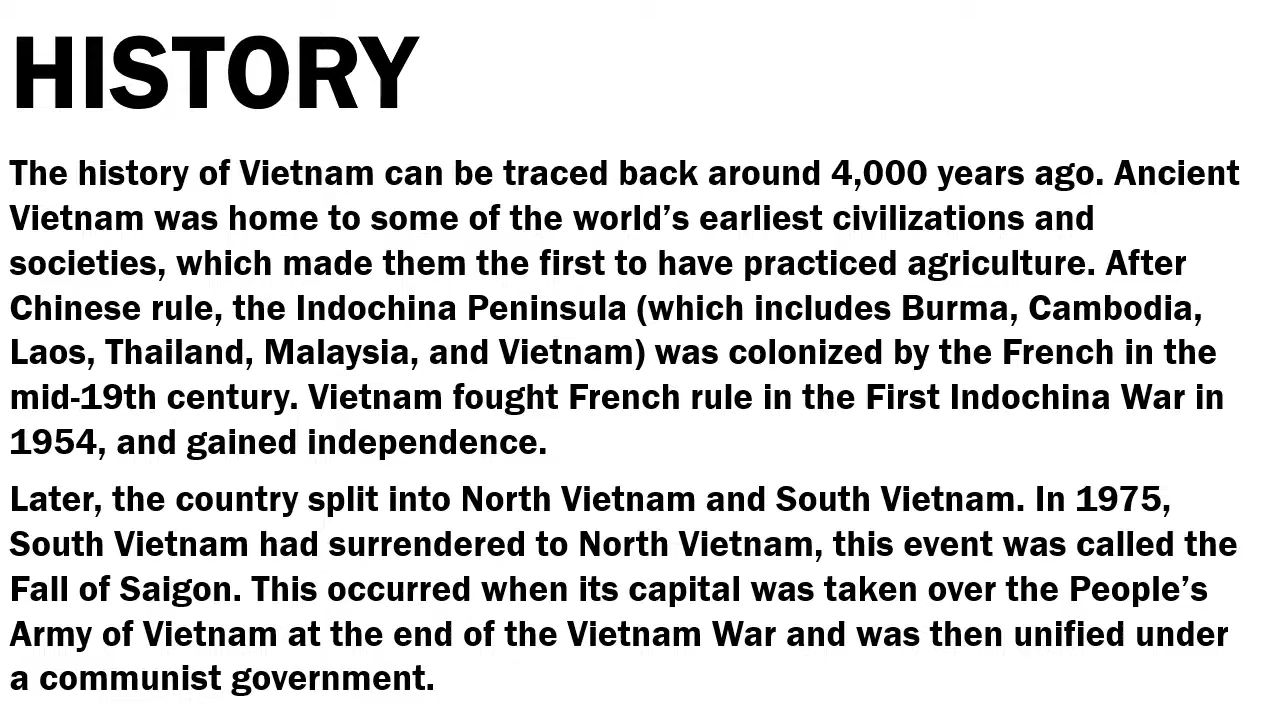 HISTORY
The history of Vietnam can be traced back around 4,000 years ago. Ancient
Vietnam was home to some of the world’s earliest civilizations and
societies, which made them the first to have practiced agriculture. After
Chinese rule, the Indochina Peninsula (which includes Burma, Cambodia,
Laos, Thailand, Malaysia, and Vietnam) was colonized by the French in the
mid-19th century. Vietnam fought French rule in the First Indochina War in
1954, and gained independence.
Later, the country split into North Vietnam and South Vietnam. In 1975,
South Vietnam had surrendered to North Vietnam, this event was called the
Fall of Saigon. This occurred when its capital was taken over the People’s
Army of Vietnam at the end of the Vietnam War and was then unified under
a communist government.